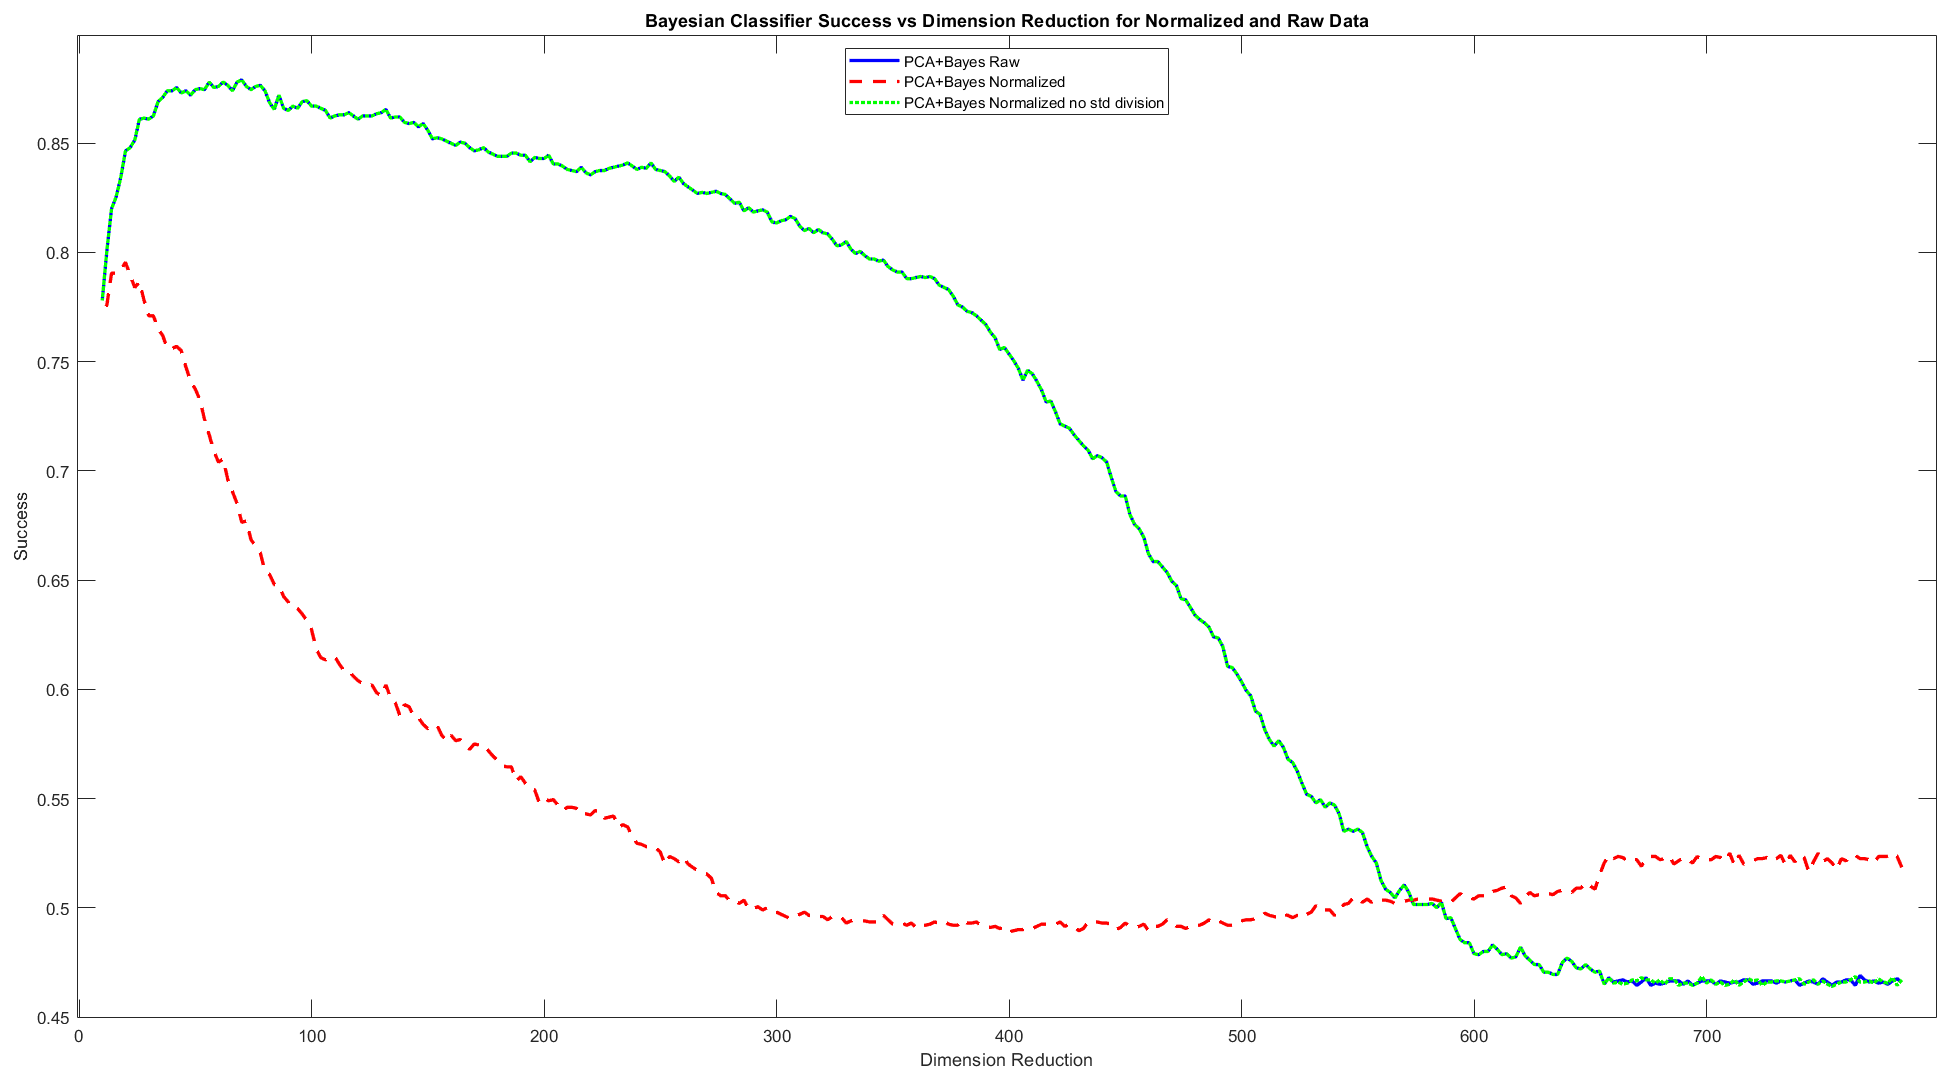 Bayesian Classifier Success vs Dimension Reduction for Normalized and Raw Data
PCA+Bayes Raw
PCA+Bayes Normalized
PCA+Bayes Normalized no std division
Success
0.85
0.8
0.75
0.7
0.65
0.6
0.55
0.5
0.45
0 100 200 300 400 500 600 700
Dimension Reduction